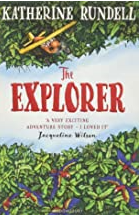 KATHERINE RUNDELL
The
EXPLORER
'A VERY EXCITING
ADVENTURE STORY - I LOVED IT'
Jacqueline Wilson